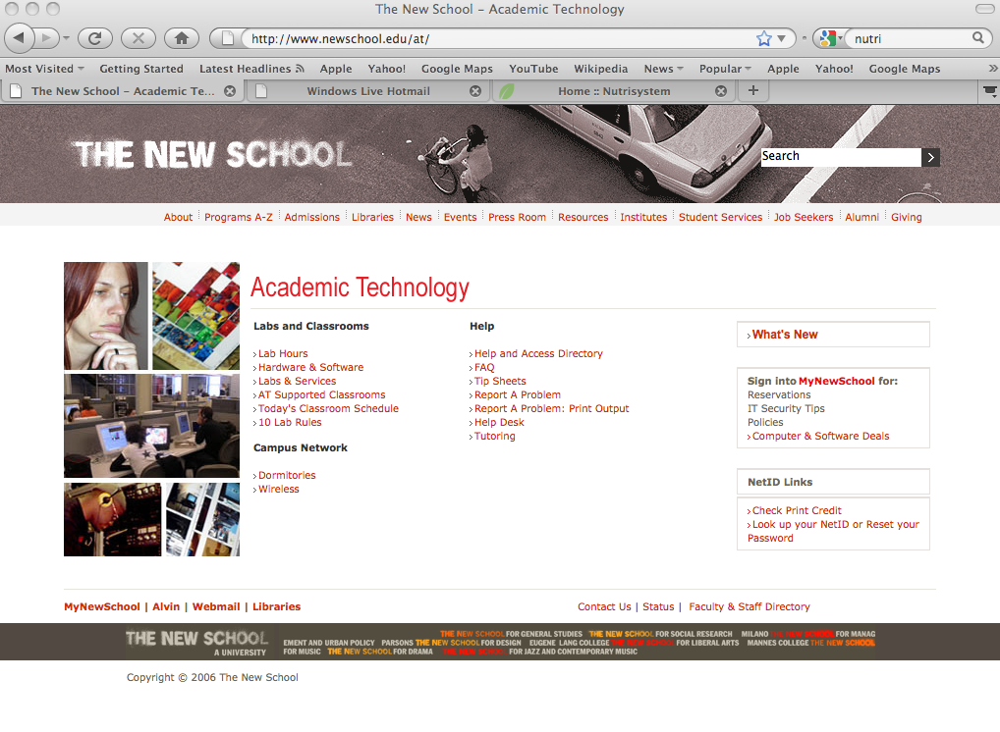 The New School – Academic Technology
http://www.newschool.edu/at/
nutri
Most Visited Getting Started Latest Headlines Apple Yahoo! Google Maps YouTube Wikipedia News Popular Apple Yahoo! Google Maps »
The New School – Academic Te... Windows Live Hotmail Home :: Nutrisystem +
THE NEW SCHOOL
Search
About Programs A-Z Admissions Libraries News Events Press Room Resources Institutes Student Services Job Seekers Alumni Giving
Academic Technology
Labs and Classrooms
Lab Hours
Hardware & Software
Labs & Services
AT Supported Classrooms
Today's Classroom Schedule
10 Lab Rules
Campus Network
Dormitories
Wireless
Help
Help and Access Directory
FAQ
Tip Sheets
Report A Problem
Report A Problem: Print Output
Help Desk
Tutoring
What's New
Sign into MyNewSchool for:
Reservations
IT Security Tips
Policies
Computer & Software Deals
NetID Links
Check Print Credit
Look up your NetID or Reset your
Password
MyNewSchool | Alvin | Webmail | Libraries
Contact Us | Status | Faculty & Staff Directory
THE NEW SCHOOL
A UNIVERSITY
THE NEW SCHOOL FOR GENERAL STUDIES THE NEW SCHOOL FOR SOCIAL RESEARCH MILANO THE NEW SCHOOL FOR MANAG
EMENT AND URBAN POLICY PARSONS THE NEW SCHOOL FOR DESIGN EUGENE LANG COLLEGE THE NEW SCHOOL FOR LIBERAL ARTS MANNES COLLEGE THE NEW SCHOOL
FOR MUSIC THE NEW SCHOOL FOR DRAMA THE NEW SCHOOL FOR JAZZ AND CONTEMPORARY MUSIC
Copyright © 2006 The New School